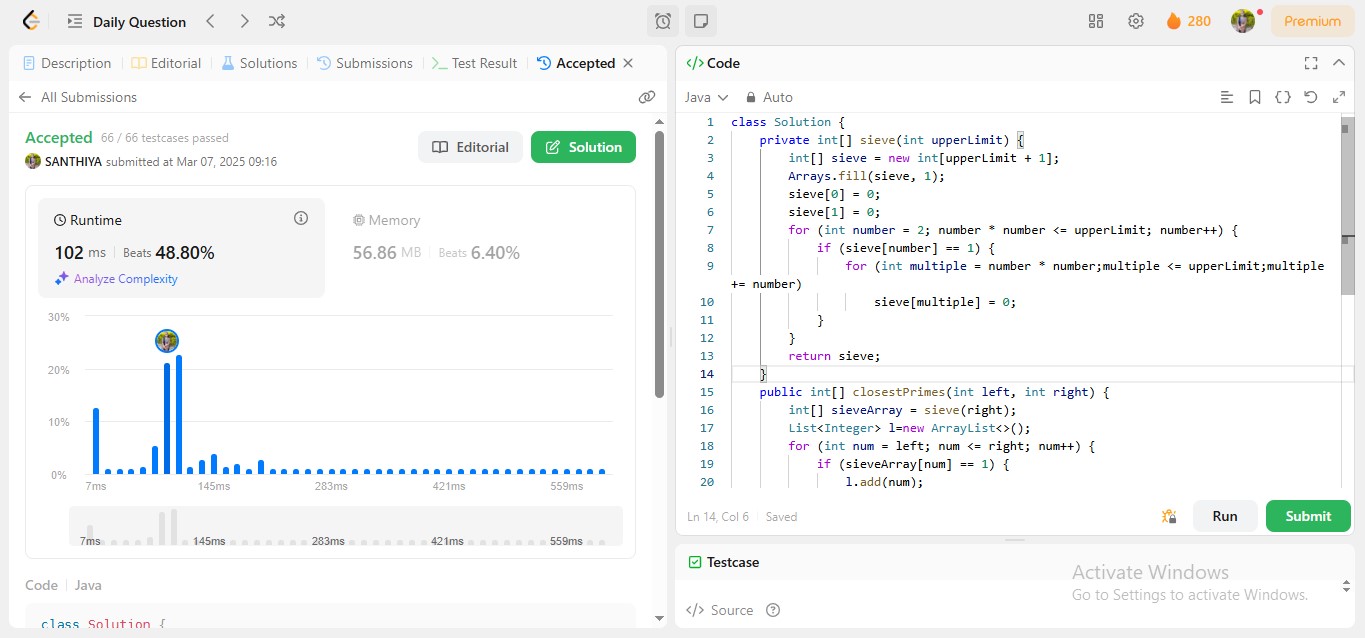 Daily Question
280
Premium
Description
Editorial
Solutions
Submissions
Test Result
Accepted
All Submissions
Accepted 66 / 66 testcases passed
SANTHIYA submitted at Mar 07, 2025 09:16
Editorial
Solution
Runtime
102 ms Beats 48.80%
Analyze Complexity
Memory
56.86 MB Beats 6.40%
30%
20%
10%
0%
7ms 145ms 283ms 421ms 559ms
7ms 145ms 283ms 421ms 559ms
Code Java
class Solution {
</> Code
Java Auto
1 class Solution {
2 private int[] sieve(int upperLimit) {
3 int[] sieve = new int[upperLimit + 1];
4 Arrays.fill(sieve, 1);
5 sieve[0] = 0;
6 sieve[1] = 0;
7 for (int number = 2; number * number <= upperLimit; number++) {
8 if (sieve[number] == 1) {
9 for (int multiple = number * number;multiple <= upperLimit;multiple
+= number)
10 sieve[multiple] = 0;
11 }
12 }
13 return sieve;
14 }
15 public int[] closestPrimes(int left, int right) {
16 int[] sieveArray = sieve(right);
17 List<Integer> l=new ArrayList<>();
18 for (int num = left; num <= right; num++) {
19 if (sieveArray[num] == 1) {
20 l.add(num);
Ln 14, Col 6 Saved
Run
Submit
Testcase
</> Source
Activate Windows
Go to Settings to activate Windows.